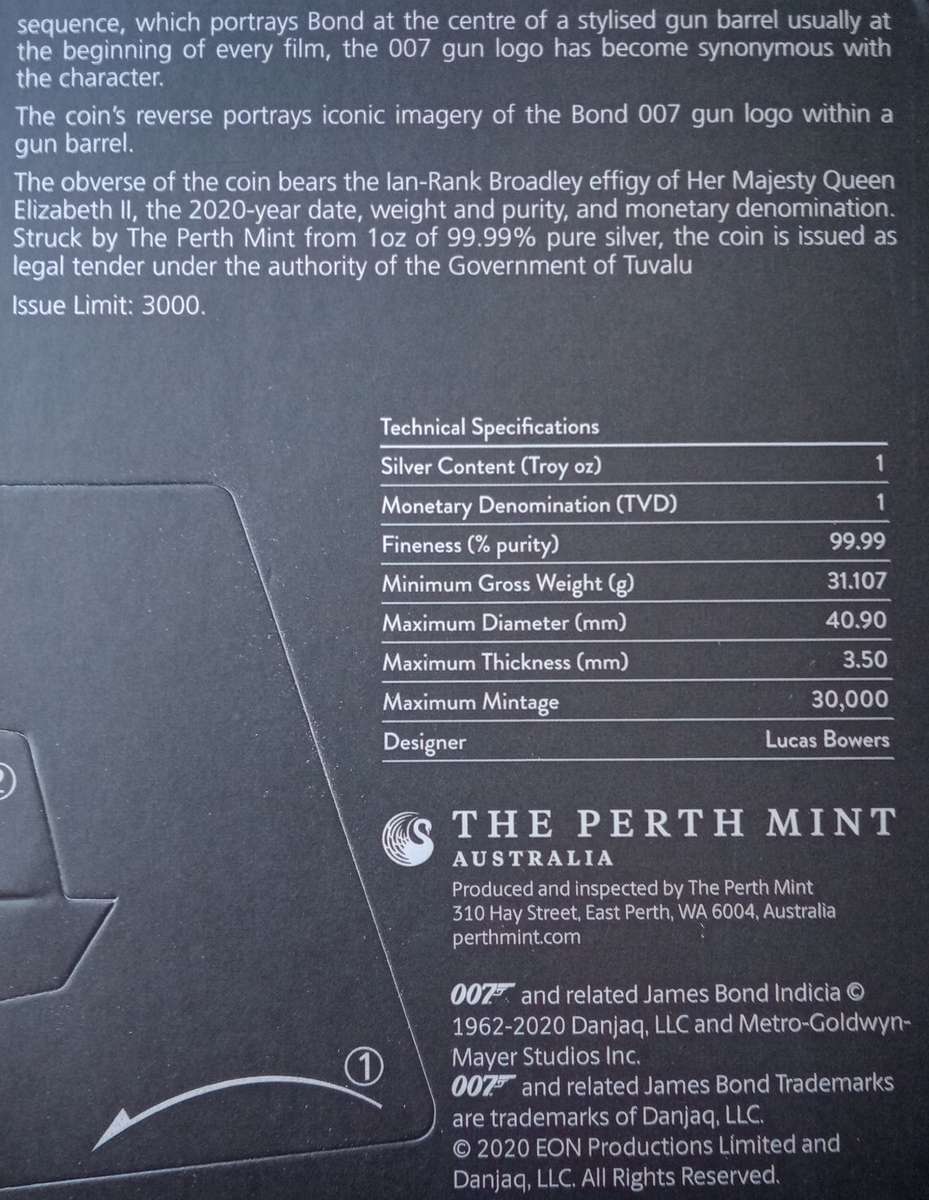 sequence, which portrays Bond at the centre of a stylised gun barrel usually at
the beginning of every film, the 007 gun logo has become synonymous with
the character.
The coin's reverse portrays iconic imagery of the Bond 007 gun logo within a
gun barrel.
The obverse of the coin bears the Ian-Rank Broadley effigy of Her Majesty Queen
Elizabeth II, the 2020-year date, weight and purity, and monetary denomination.
Struck by The Perth Mint from 1oz of 99.99% pure silver, the coin is issued as
legal tender under the authority of the Government of Tuvalu
Issue Limit: 3000.
Technical Specifications
Silver Content (Troy oz) 1
Monetary Denomination (TVD) 1
Fineness (% purity) 99.99
Minimum Gross Weight (g) 31.107
Maximum Diameter (mm) 40.90
Maximum Thickness (mm) 3.50
Maximum Mintage 30,000
Designer Lucas Bowers
2
THE PERTH MINT
AUSTRALIA
Produced and inspected by The Perth Mint
310 Hay Street, East Perth, WA 6004, Australia
perthmint.com
007 and related James Bond Indicia ©
1962-2020 Danjaq, LLC and Metro-Goldwyn-
Mayer Studios Inc.
1
007 and related James Bond Trademarks
are trademarks of Danjaq, LLC.
© 2020 EON Productions Limited and
Danjaq, LLC. All Rights Reserved.